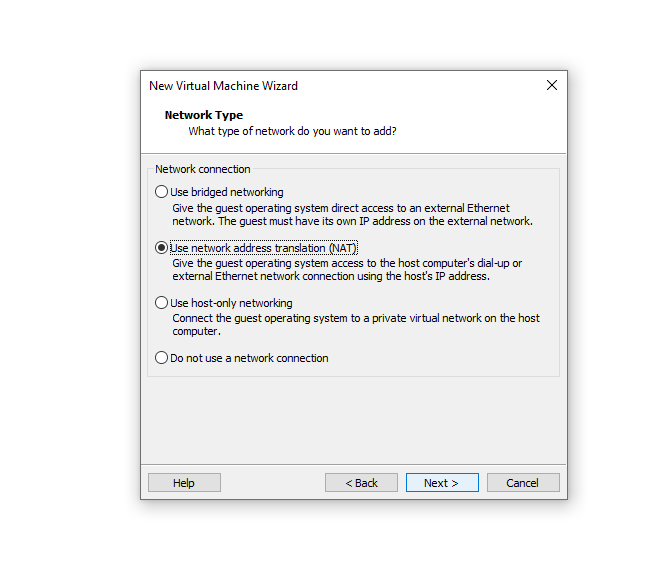 New Virtual Machine Wizard
Network Type
What type of network do you want to add?
Network connection
Use bridged networking
Give the guest operating system direct access to an external Ethernet
network. The guest must have its own IP address on the external network.
Use network address translation (NAT)
Give the guest operating system access to the host computer's dial-up or
external Ethernet network connection using the host's IP address.
Use host-only networking
Connect the guest operating system to a private virtual network on the host
computer.
Do not use a network connection
Help
< Back
Next >
Cancel